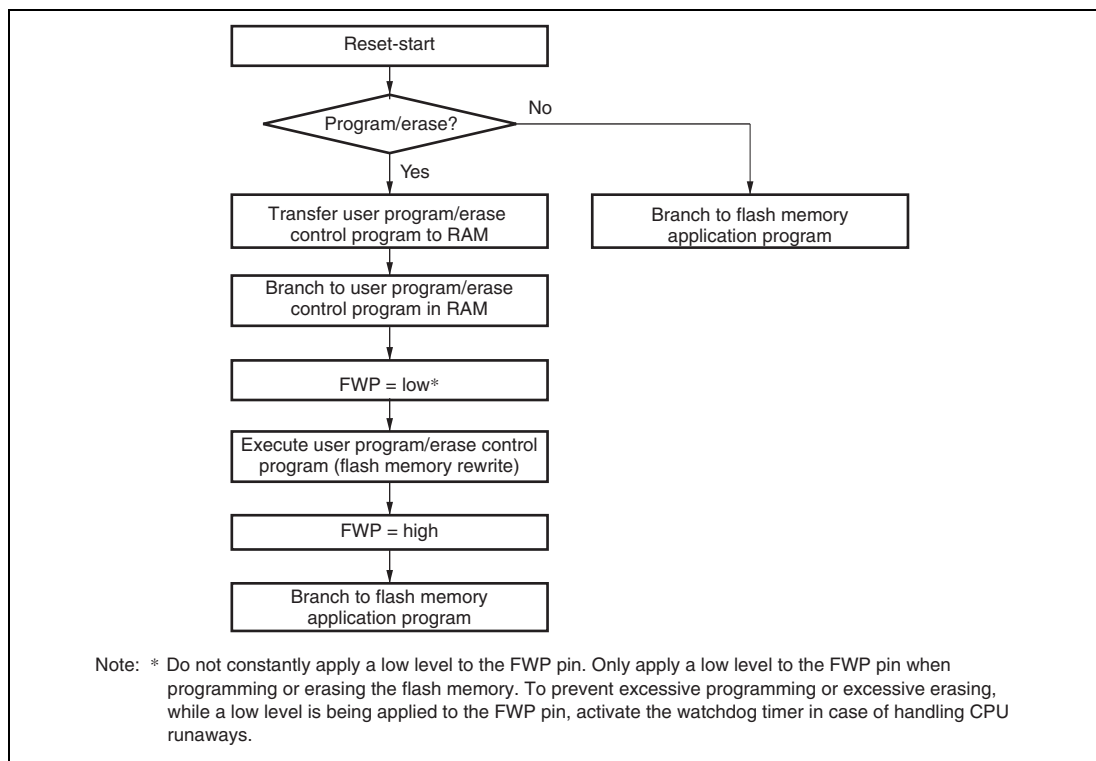 Reset-start
Program/erase?
No
Yes
Transfer user program/erase
control program to RAM
Branch to flash memory
application program
Branch to user program/erase
control program in RAM
FWP = low*
Execute user program/erase control
program (flash memory rewrite)
FWP = high
Branch to flash memory
application program
Note: * Do not constantly apply a low level to the FWP pin. Only apply a low level to the FWP pin when
programming or erasing the flash memory. To prevent excessive programming or excessive erasing,
while a low level is being applied to the FWP pin, activate the watchdog timer in case of handling CPU
runaways.